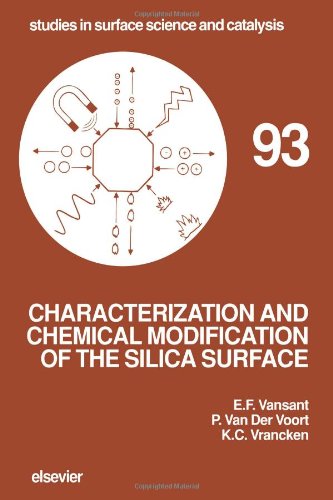 studies in surface science and catalysis
93
CHARACTERIZATION AND
CHEMICAL MODIFICATION
OF THE SILICA SURFACE
E.F. Vansant
P. Van Der Voort
K.C. Vrancken
elsevier